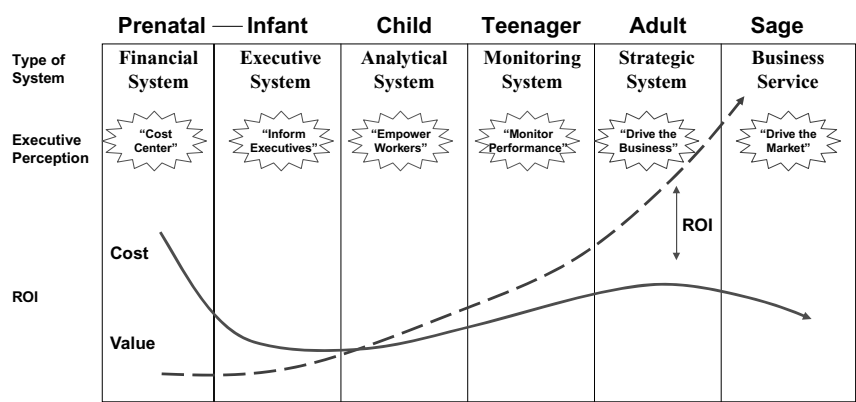 Prenatal — Infant Child Teenager Adult Sage
Type of
System
Financial
System
Executive
System
Analytical
System
Monitoring
System
Strategic
System
Business
Service
Executive
Perception
“Cost
Center”
“Inform
Executives”
“Empower
Workers”
“Monitor
Performance”
“Drive the
Business”
“Drive the
Market”
ROI
Cost
Value
ROI